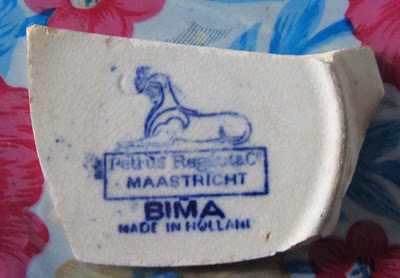 Petrus Regout & Co
MAASTRICHT
BIMA
MADE IN HOLLAND